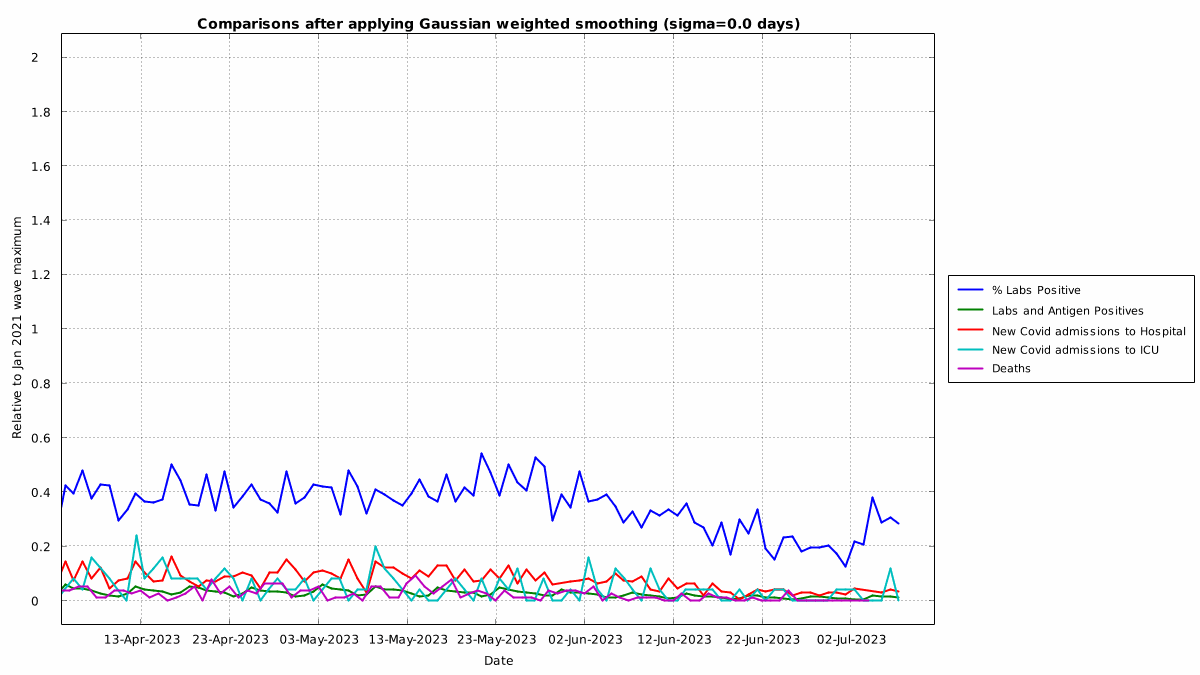 Comparisons after applying Gaussian weighted smoothing (sigma=0.0 days)
Relative to Jan 2021 wave maximum
2
1.8
1.6
1.4
1.2
1
0.8
0.6
0.4
0.2
0
13-Apr-2023 23-Apr-2023 03-May-2023 13-May-2023 23-May-2023 02-Jun-2023 12-Jun-2023 22-Jun-2023 02-Jul-2023
Date
% Labs Positive
Labs and Antigen Positives
New Covid admissions to Hospital
New Covid admissions to ICU
Deaths